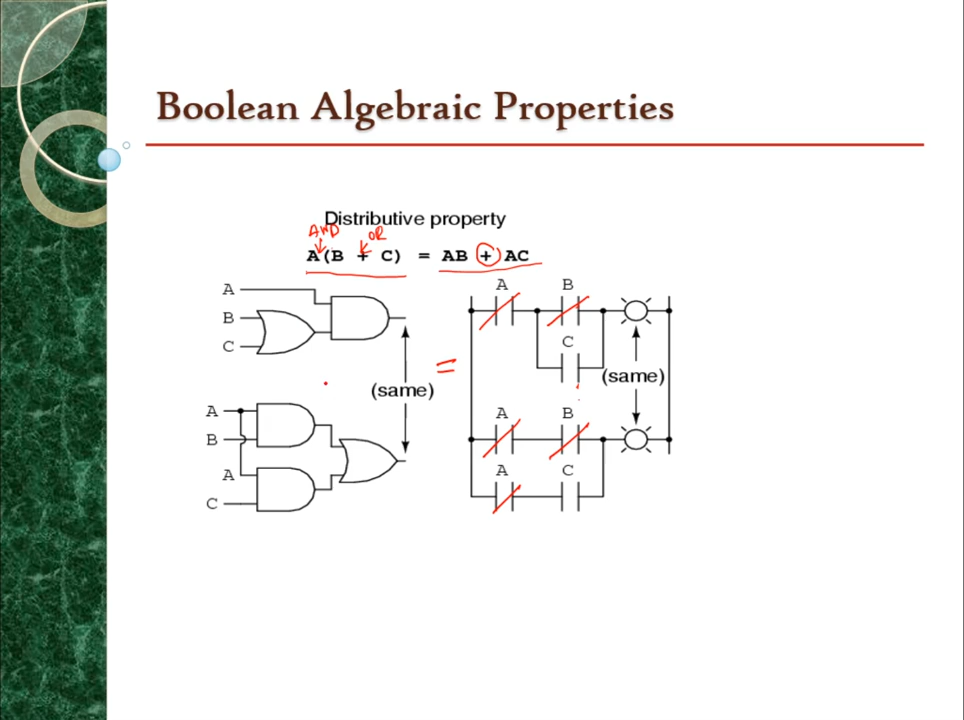 Boolean Algebraic Properties
Distributive property
AND OR
A(B + C) = AB + AC
A
B
C
(same)
A
B
A
C
=
A B
C
(same)
A B
A C